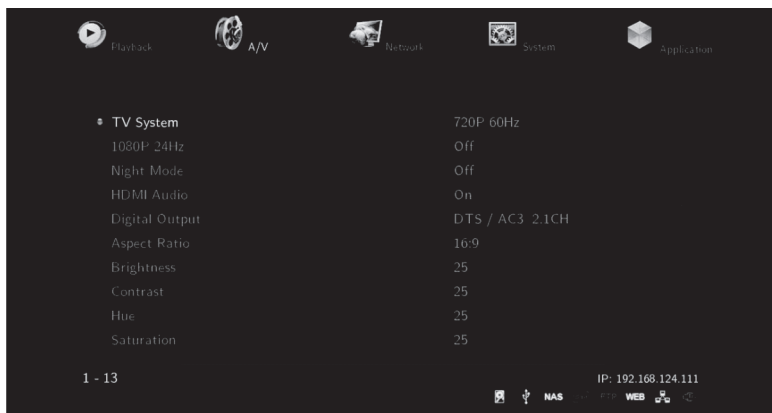 Playback A/V Network System Application
TV System 720P 60Hz
1080P 24Hz Off
Night Mode Off
HDMI Audio On
Digital Output DTS / AC3 2.1CH
Aspect Ratio 16:9
Brightness 25
Contrast 25
Hue 25
Saturation 25
1 - 13 IP: 192.168.124.111
NAS FTP WEB